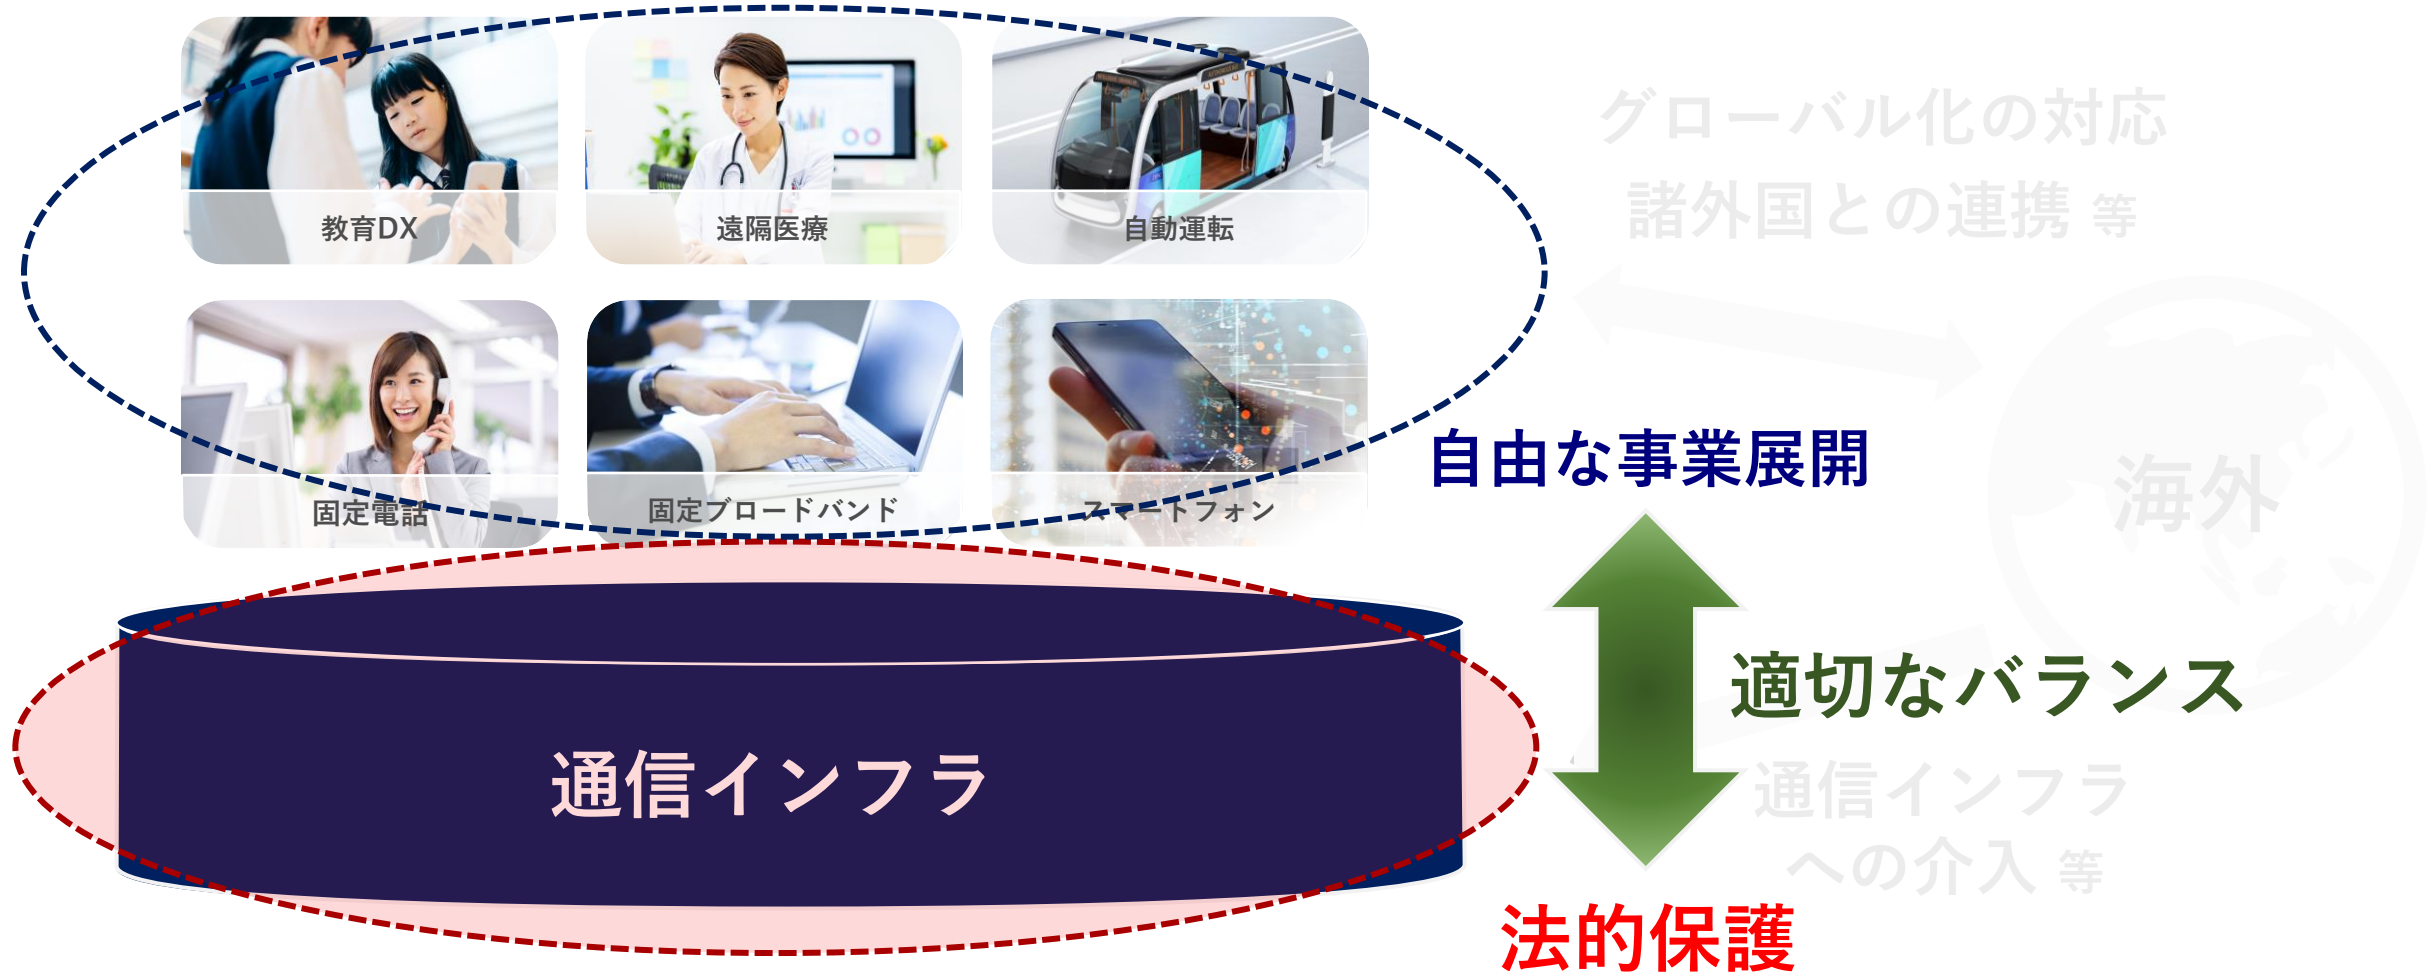 グローバル化の対応
諸外国との連携 等
教育DX
遠隔医療
自動運転
固定電話
固定ブロードバンド
スマートフォン
自由な事業展開
海外
適切なバランス
通信インフラ
通信インフラ
への介入 等
法的保護